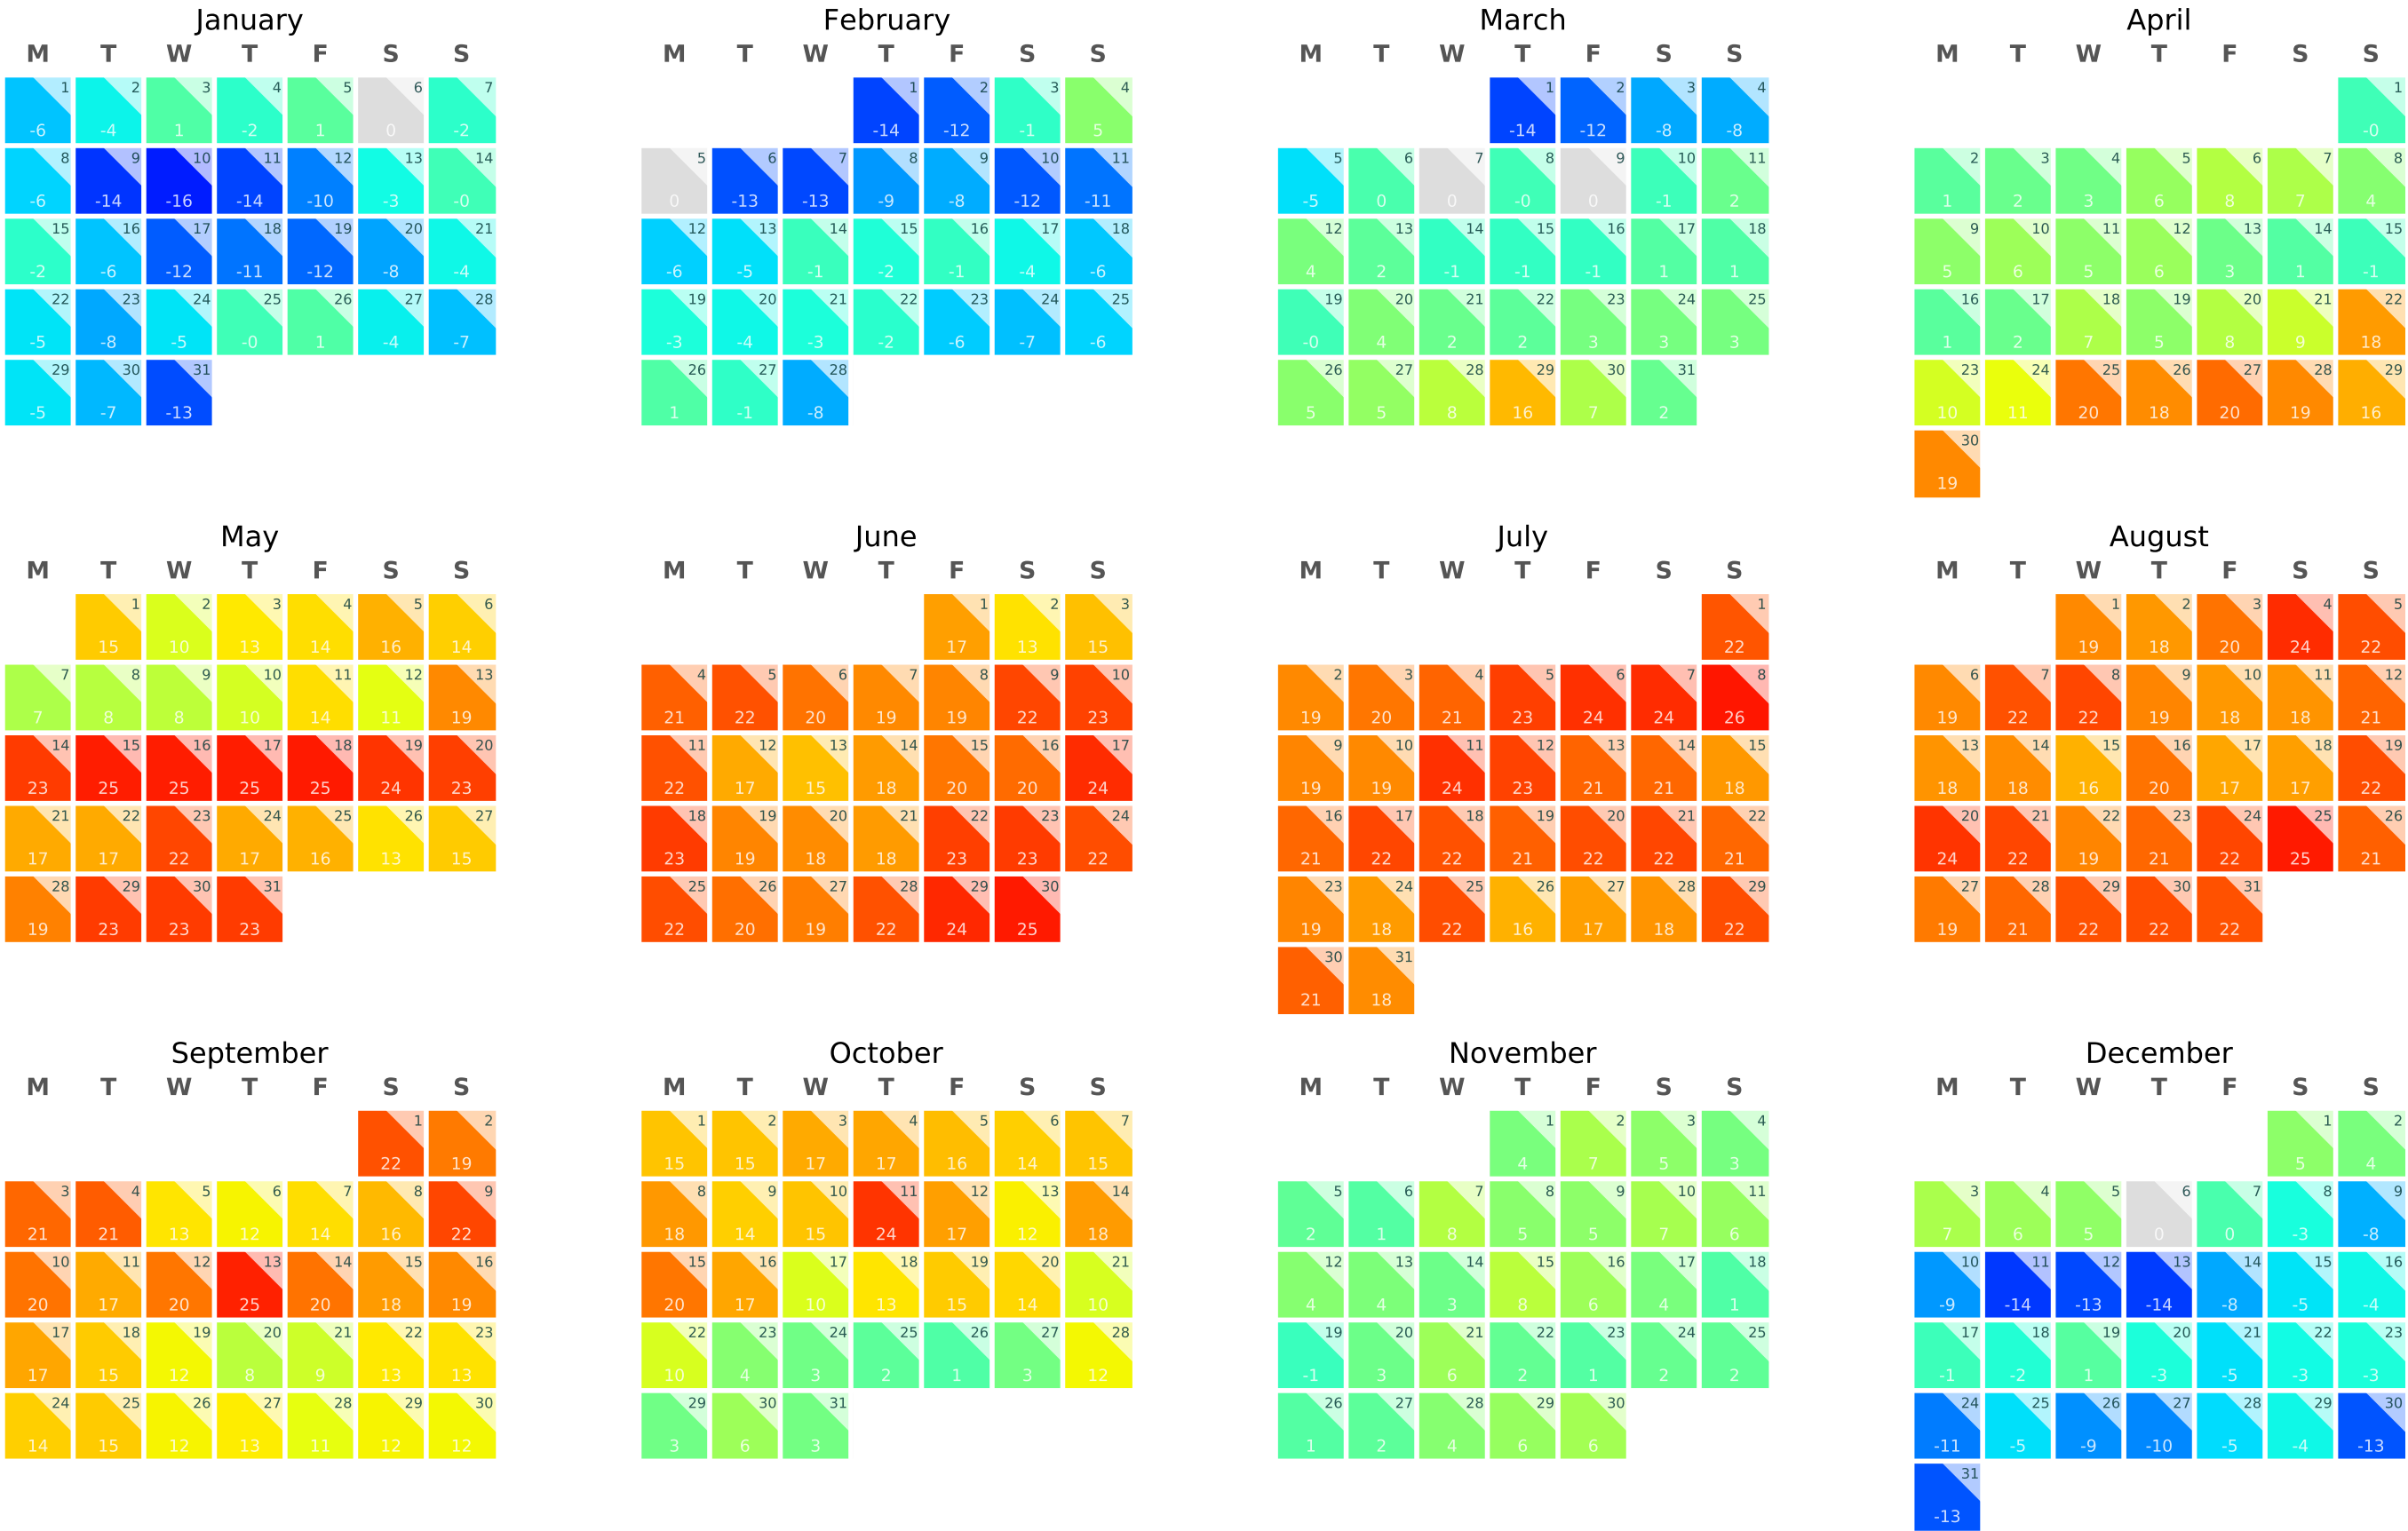 January
M T W T F S S
1 2 3 4 5 6 7
-6 -4 1 -2 1 0 -2
8 9 10 11 12 13 14
-6 -14 -16 -14 -10 -3 -0
15 16 17 18 19 20 21
-2 -6 -12 -11 -12 -8 -4
22 23 24 25 26 27 28
-5 -8 -5 -0 1 -4 -7
29 30 31
-5 -7 -13
February
M T W T F S S
1 2 3 4
-14 -12 -1 5
5 6 7 8 9 10 11
0 -13 -13 -9 -8 -12 -11
12 13 14 15 16 17 18
-6 -5 -1 -2 -1 -4 -6
19 20 21 22 23 24 25
-3 -4 -3 -2 -6 -7 -6
26 27 28
1 -1 -8
March
M T W T F S S
1 2 3 4
-14 -12 -8 -8
5 6 7 8 9 10 11
-5 0 0 -0 0 -1 2
12 13 14 15 16 17 18
4 2 -1 -1 -1 1 1
19 20 21 22 23 24 25
-0 4 2 2 3 3 3
26 27 28 29 30 31
5 5 8 16 7 2
April
M T W T F S S
1
-0
2 3 4 5 6 7 8
1 2 3 6 8 7 4
9 10 11 12 13 14 15
5 6 5 6 3 1 -1
16 17 18 19 20 21 22
1 2 7 5 8 9 18
23 24 25 26 27 28 29
10 11 20 18 20 19 16
30
19
May
M T W T F S S
1 2 3 4 5 6
15 10 13 14 16 14
7 8 9 10 11 12 13
7 8 8 10 14 11 19
14 15 16 17 18 19 20
23 25 25 25 25 24 23
21 22 23 24 25 26 27
17 17 22 17 16 13 15
28 29 30 31
19 23 23 23
June
M T W T F S S
1 2 3
17 13 15
4 5 6 7 8 9 10
21 22 20 19 19 22 23
11 12 13 14 15 16 17
22 17 15 18 20 20 24
18 19 20 21 22 23 24
23 19 18 18 23 23 22
25 26 27 28 29 30
22 20 19 22 24 25
July
M T W T F S S
1
22
2 3 4 5 6 7 8
19 20 21 23 24 24 26
9 10 11 12 13 14 15
19 19 24 23 21 21 18
16 17 18 19 20 21 22
21 22 22 21 22 22 21
23 24 25 26 27 28 29
19 18 22 16 17 18 22
30 31
21 18
August
M T W T F S S
1 2 3 4 5
19 18 20 24 22
6 7 8 9 10 11 12
19 22 22 19 18 18 21
13 14 15 16 17 18 19
18 18 16 20 17 17 22
20 21 22 23 24 25 26
24 22 19 21 22 25 21
27 28 29 30 31
19 21 22 22 22
September
M T W T F S S
1 2
22 19
3 4 5 6 7 8 9
21 21 13 12 14 16 22
10 11 12 13 14 15 16
20 17 20 25 20 18 19
17 18 19 20 21 22 23
17 15 12 8 9 13 13
24 25 26 27 28 29 30
14 15 12 13 11 12 12
October
M T W T F S S
1 2 3 4 5 6 7
15 15 17 17 16 14 15
8 9 10 11 12 13 14
18 14 15 24 17 12 18
15 16 17 18 19 20 21
20 17 10 13 15 14 10
22 23 24 25 26 27 28
10 4 3 2 1 3 12
29 30 31
3 6 3
November
M T W T F S S
1 2 3 4
4 7 5 3
5 6 7 8 9 10 11
2 1 8 5 5 7 6
12 13 14 15 16 17 18
4 4 3 8 6 4 1
19 20 21 22 23 24 25
-1 3 6 2 1 2 2
26 27 28 29 30
1 2 4 6 6
December
M T W T F S S
1 2
5 4
3 4 5 6 7 8 9
7 6 5 0 0 -3 -8
10 11 12 13 14 15 16
-9 -14 -13 -14 -8 -5 -4
17 18 19 20 21 22 23
-1 -2 1 -3 -5 -3 -3
24 25 26 27 28 29 30
-11 -5 -9 -10 -5 -4 -13
31
-13